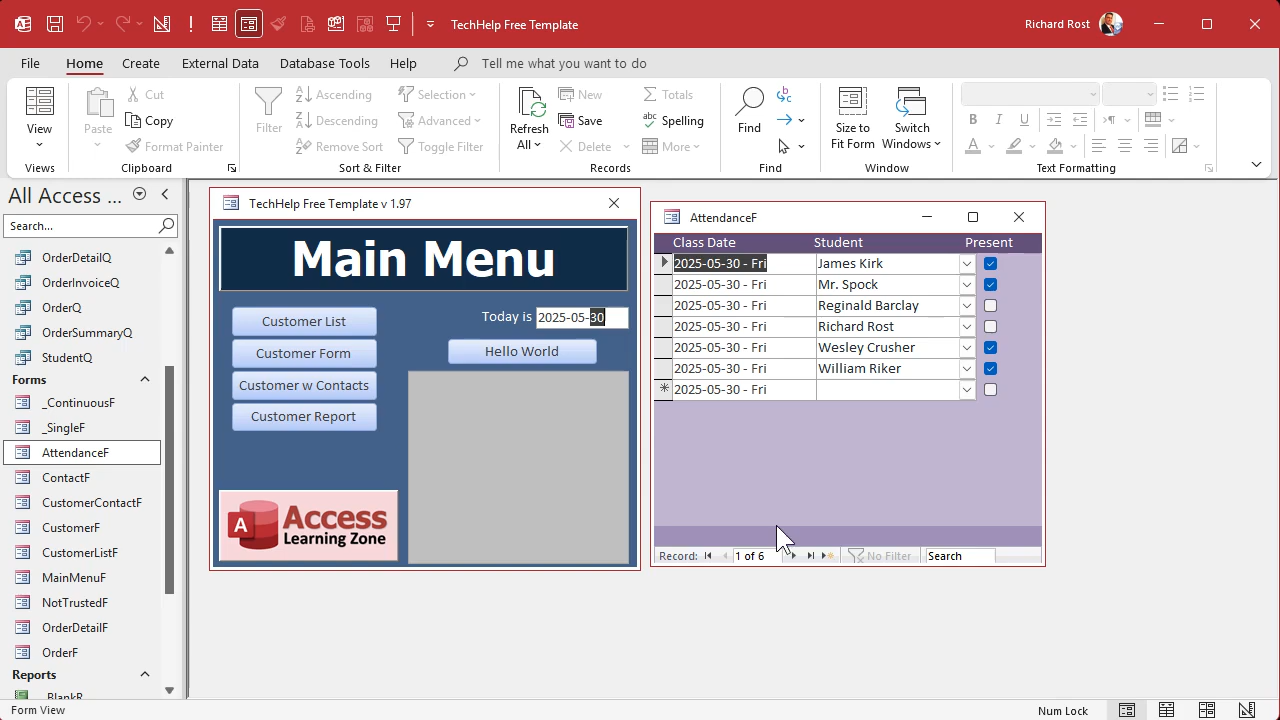 TechHelp Free Template
Richard Rost
File Home Create External Data Database Tools Help Tell me what you want to do
View
Views
Paste
Cut
Copy
Format Painter
Clipboard
Filter
Ascending
Descending
Remove Sort
Selection
Advanced
Toggle Filter
Sort & Filter
Refresh All
New
Save
Delete
Totals
Spelling
More
Records
Find
Find
Size to Fit Form
Switch Windows
Window
B I U
A
Text Formatting
All Access ...
Search...
OrderDetailQ
OrderInvoiceQ
OrderQ
OrderSummaryQ
StudentQ
Forms
_ContinuousF
_SingleF
AttendanceF
ContactF
CustomerContactF
CustomerF
CustomerListF
MainMenuF
NotTrustedF
OrderDetailF
OrderF
Reports
_BlankR
TechHelp Free Template v 1.97
Main Menu
Customer List
Customer Form
Customer w Contacts
Customer Report
Today is 2025-05-30
Hello World
A Access
Learning Zone
AttendanceF
Class Date Student Present
2025-05-30 - Fri James Kirk
2025-05-30 - Fri Mr. Spock
2025-05-30 - Fri Reginald Barclay
2025-05-30 - Fri Richard Rost
2025-05-30 - Fri Wesley Crusher
2025-05-30 - Fri William Riker
2025-05-30 - Fri
Record: 1 of 6 No Filter Search
Form View
Num Lock